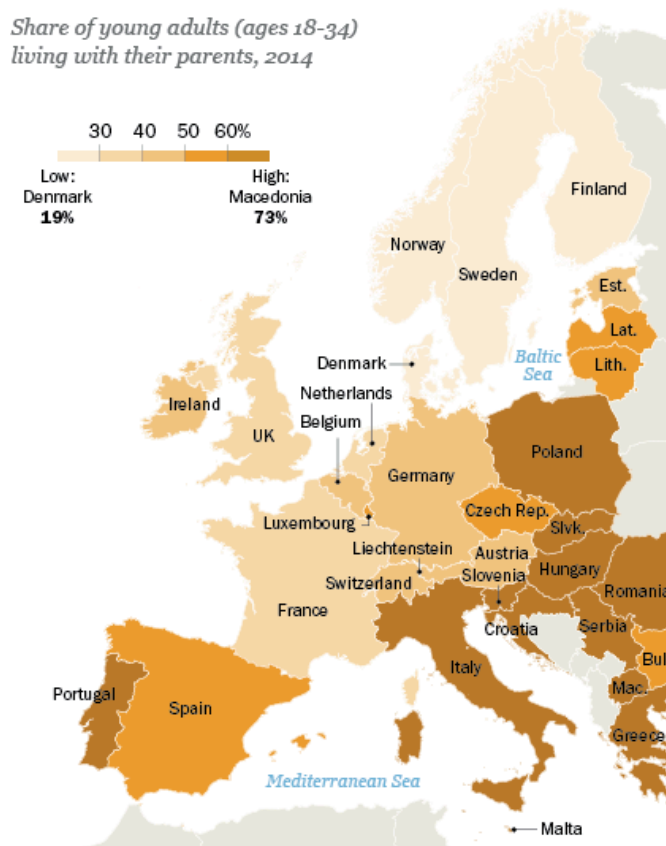 Share of young adults (ages 18-34)
living with their parents, 2014
30 40 50 60%
Low:
Denmark
19%
High:
Macedonia
73%
Finland
Norway
Sweden
Est.
Lat.
Baltic
Sea
Lith.
Denmark
Netherlands
Ireland
Belgium
UK
Poland
Germany
Czech Rep.
Luxembourg
Slvk.
Liechtenstein
Austria
Switzerland
Slovenia
Hungary
Romania
France
Croatia
Serbia
Bul
Italy
Mac.
Portugal
Spain
Greece
Mediterranean Sea
Malta